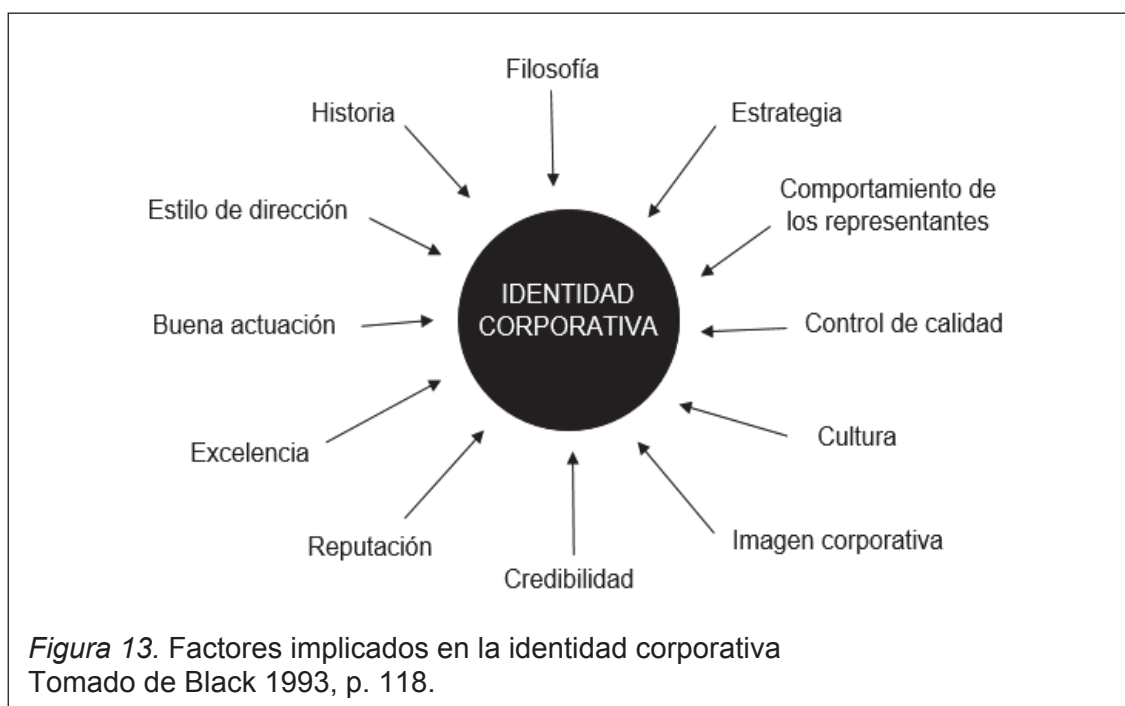 Filosofía
Historia
Estrategia
Comportamiento de
los representantes
Estilo de dirección
IDENTIDAD
CORPORATIVA
Buena actuación
Control de calidad
Cultura
Excelencia
Imagen corporativa
Reputación
Credibilidad
Figura 13. Factores implicados en la identidad corporativa
Tomado de Black 1993, p. 118.